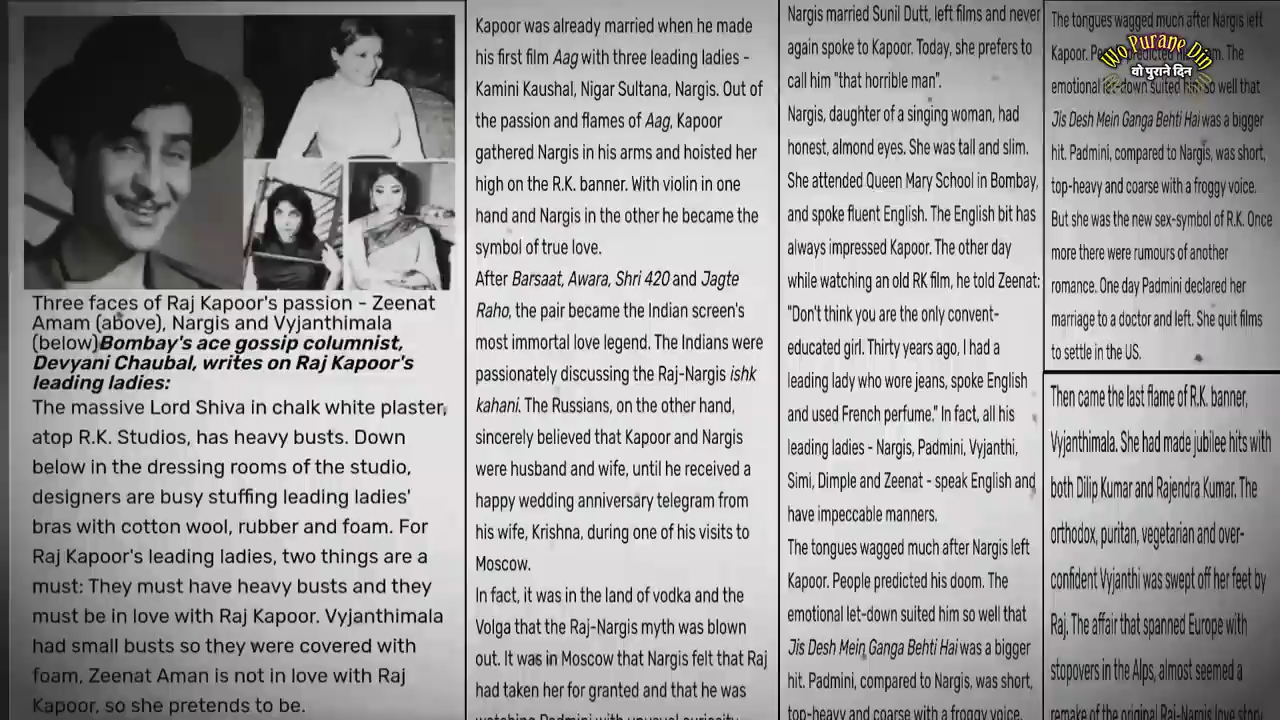 Three faces of Raj Kapoor's passion - Zeenat
Amam (above), Nargis and Vyjanthimala
(below)Bombay's ace gossip columnist,
Devyani Chaubal, writes on Raj Kapoor's
leading ladies:
The massive Lord Shiva in chalk white plaster,
atop R.K. Studios, has heavy busts. Down
below in the dressing rooms of the studio,
designers are busy stuffing leading ladies'
bras with cotton wool, rubber and foam. For
Raj Kapoor's leading ladies, two things are a
must: They must have heavy busts and they
must be in love with Raj Kapoor. Vyjanthimala
had small busts so they were covered with
foam, Zeenat Aman is not in love with Raj
Kapoor, so she pretends to be.
Kapoor was already married when he made
his first film Aag with three leading ladies -
Kamini Kaushal, Nigar Sultana, Nargis. Out of
the passion and flames of Aag, Kapoor
gathered Nargis in his arms and hoisted her
high on the R.K. banner. With violin in one
hand and Nargis in the other he became the
symbol of true love.
After Barsaat, Awara, Shri 420 and Jagte
Raho, the pair became the Indian screen's
most immortal love legend. The Indians were
passionately discussing the Raj-Nargis ishk
kahani. The Russians, on the other hand,
sincerely believed that Kapoor and Nargis
were husband and wife, until he received a
happy wedding anniversary telegram from
his wife, Krishna, during one of his visits to
Moscow.
In fact, it was in the land of vodka and the
Volga that the Raj-Nargis myth was blown
out. It was in Moscow that Nargis felt that Raj
had taken her for granted and that he was
watching Padmini with unusual curiosity
Nargis married Sunil Dutt, left films and never
again spoke to Kapoor. Today, she prefers to
call him "that horrible man".
Nargis, daughter of a singing woman, had
honest, almond eyes. She was tall and slim.
She attended Queen Mary School in Bombay,
and spoke fluent English. The English bit has
always impressed Kapoor. The other day
while watching an old RK film, he told Zeenat:
"Don't think you are the only convent-
educated girl. Thirty years ago, I had a
leading lady who wore jeans, spoke English
and used French perfume." In fact, all his
leading ladies - Nargis, Padmini, Vyjanthi,
Simi, Dimple and Zeenat - speak English and
have impeccable manners.
The tongues wagged much after Nargis left
Kapoor. People predicted his doom. The
emotional let-down suited him so well that
Jis Desh Mein Ganga Behti Hai was a bigger
hit. Padmini, compared to Nargis, was short,
top-heavy and coarse with a froggy voice.
The tongues wagged much after Nargis left
Kapoor. People predicted his doom. The
emotional let-down suited him so well that
Jis Desh Mein Ganga Behti Hai was a bigger
hit. Padmini, compared to Nargis, was short,
top-heavy and coarse with a froggy voice.
But she was the new sex-symbol of R.K. Once
more there were rumours of another
romance. One day Padmini declared her
marriage to a doctor and left. She quit films
to settle in the US.
Then came the last flame of R.K. banner,
Vyjanthimala. She had made jubilee hits with
both Dilip Kumar and Rajendra Kumar. The
orthodox, puritan, vegetarian and over-
confident Vyjanthi was swept off her feet by
Raj. The affair that spanned Europe with
stopovers in the Alps, almost seemed a
remake of the original Raj-Nargis love story
Wo Purane Din
वो पुराने दिन